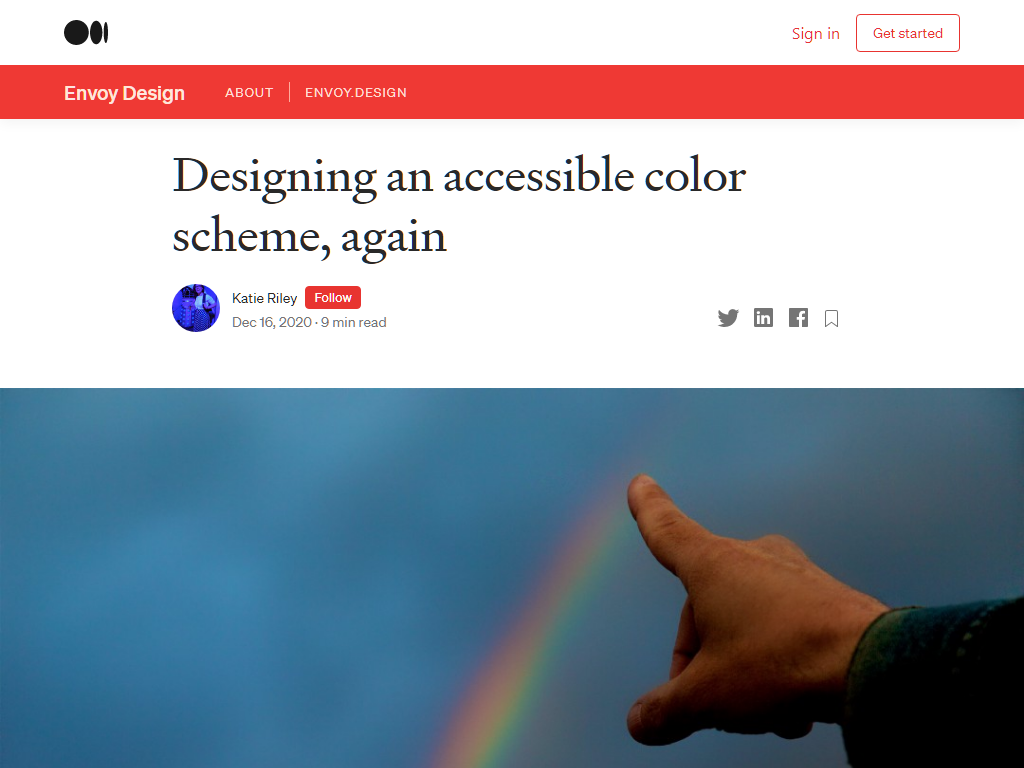 Sign in
Get started
Envoy Design
ABOUT
ENVOY.DESIGN
Designing an accessible color
scheme, again
Katie Riley
Follow
Dec 16, 2020 · 9 min read